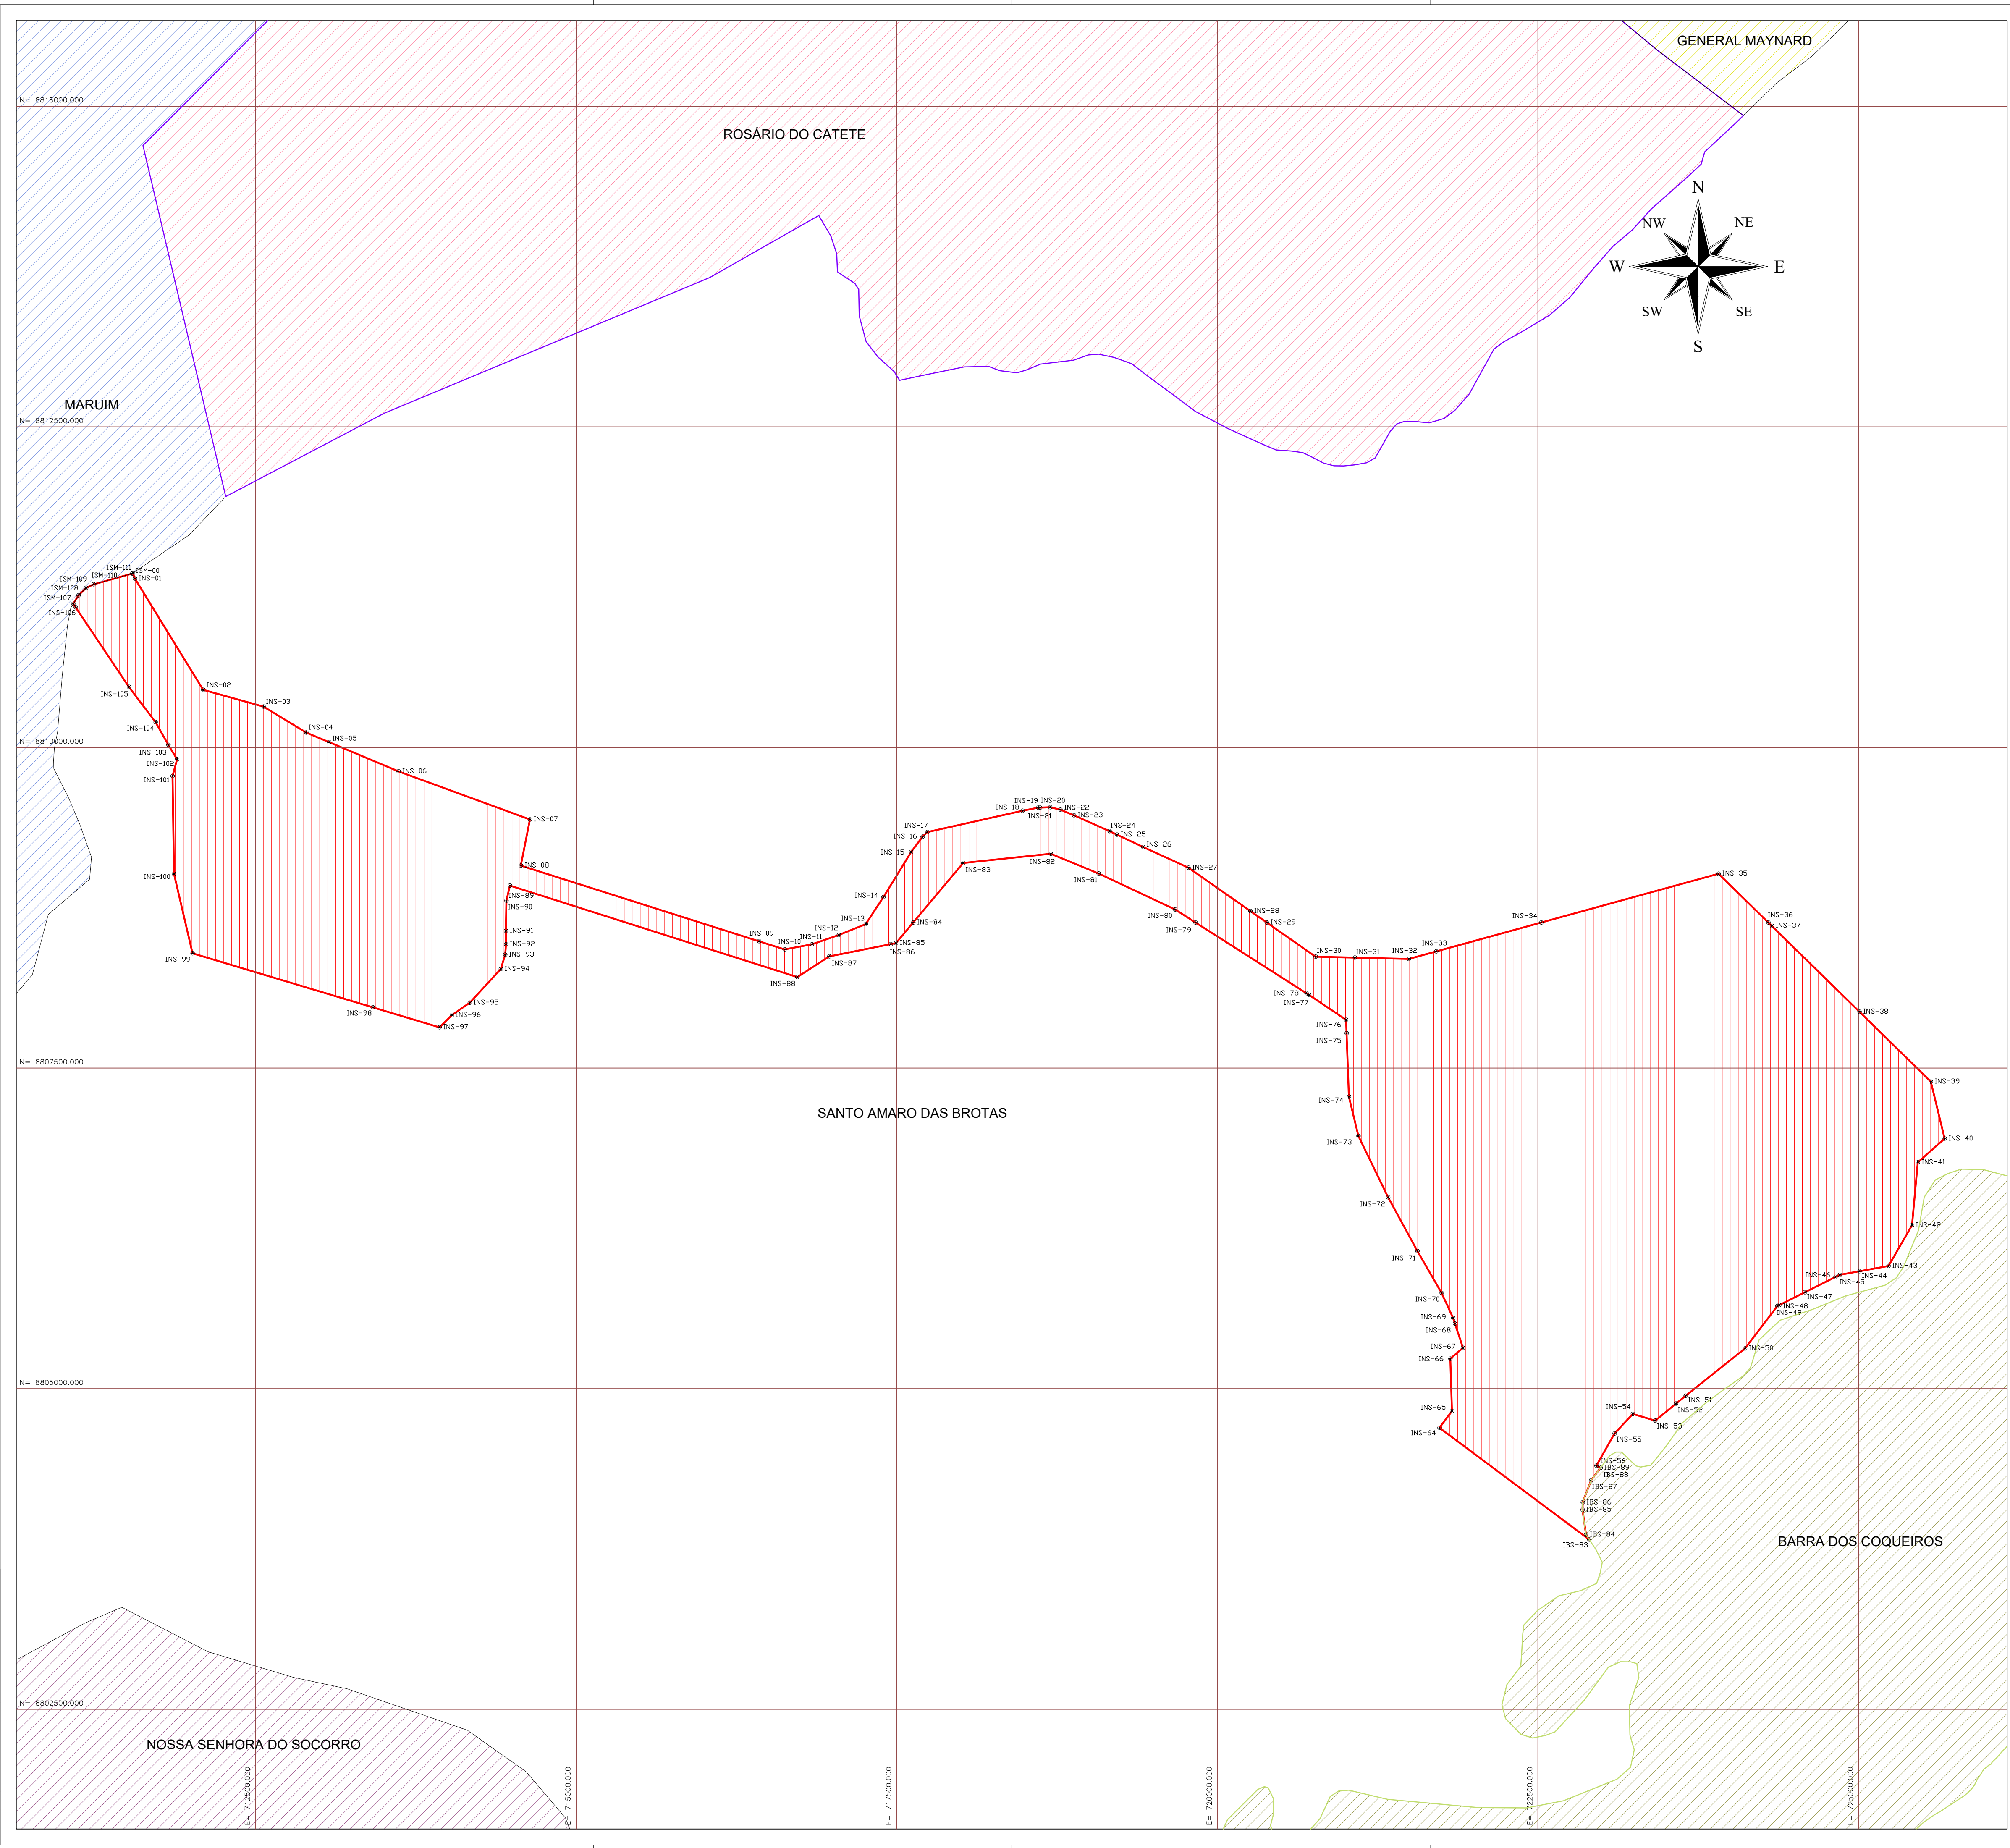 GENERAL MAYNARD
N= 8815000.000
ROSÁRIO DO CATETE
N
NW
NE
W
E
SW
SE
S
MARUIM
N= 8812500.000
ISM-111
ISM-00
ISM-110
INS-01
ISM-109
ISM-108
ISM-107
INS-106
INS-105
INS-02
INS-03
INS-104
INS-04
INS-05
N= 8810000.000
INS-103
INS-102
INS-101
INS-06
INS-07
INS-08
INS-89
INS-90
INS-100
INS-91
INS-92
INS-93
INS-94
INS-99
INS-95
INS-96
INS-97
INS-98
INS-09
INS-10
INS-11
INS-12
INS-13
INS-14
INS-15
INS-16
INS-17
INS-18
INS-19
INS-20
INS-21
INS-22
INS-23
INS-24
INS-25
INS-26
INS-27
INS-28
INS-29
INS-30
INS-31
INS-32
INS-33
INS-34
INS-35
INS-36
INS-37
INS-38
INS-39
INS-40
INS-41
INS-42
INS-43
INS-44
INS-45
INS-46
INS-47
INS-48
INS-49
INS-50
INS-51
INS-52
INS-53
INS-54
INS-55
INS-56
IBS-89
IBS-88
IBS-87
IBS-86
IBS-85
IBS-84
IBS-83
INS-64
INS-65
INS-66
INS-67
INS-68
INS-69
INS-70
INS-71
INS-72
INS-73
INS-74
INS-75
INS-76
INS-77
INS-78
INS-79
INS-80
INS-81
INS-82
INS-83
INS-84
INS-85
INS-86
INS-87
INS-88
N= 8807500.000
SANTO AMARO DAS BROTAS
N= 8805000.000
BARRA DOS COQUEIROS
N= 8802500.000
NOSSA SENHORA DO SOCORRO
E= 712500.000
E= 715000.000
E= 717500.000
E= 720000.000
E= 722500.000
E= 725000.000